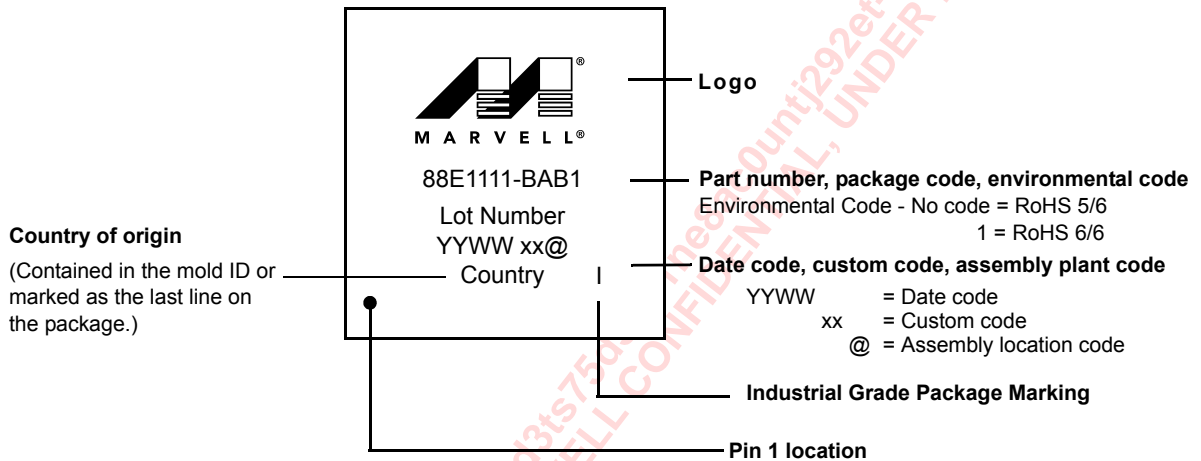 MARVELL®
®
88E1111-BAB1
Lot Number
YYWW xx@
Country I
Logo
Part number, package code, environmental code
Environmental Code - No code = RoHS 5/6
1 = RoHS 6/6
Country of origin
(Contained in the mold ID or
marked as the last line on
the package.)
Date code, custom code, assembly plant code
YYWW = Date code
xx = Custom code
@ = Assembly location code
Industrial Grade Package Marking
Pin 1 location